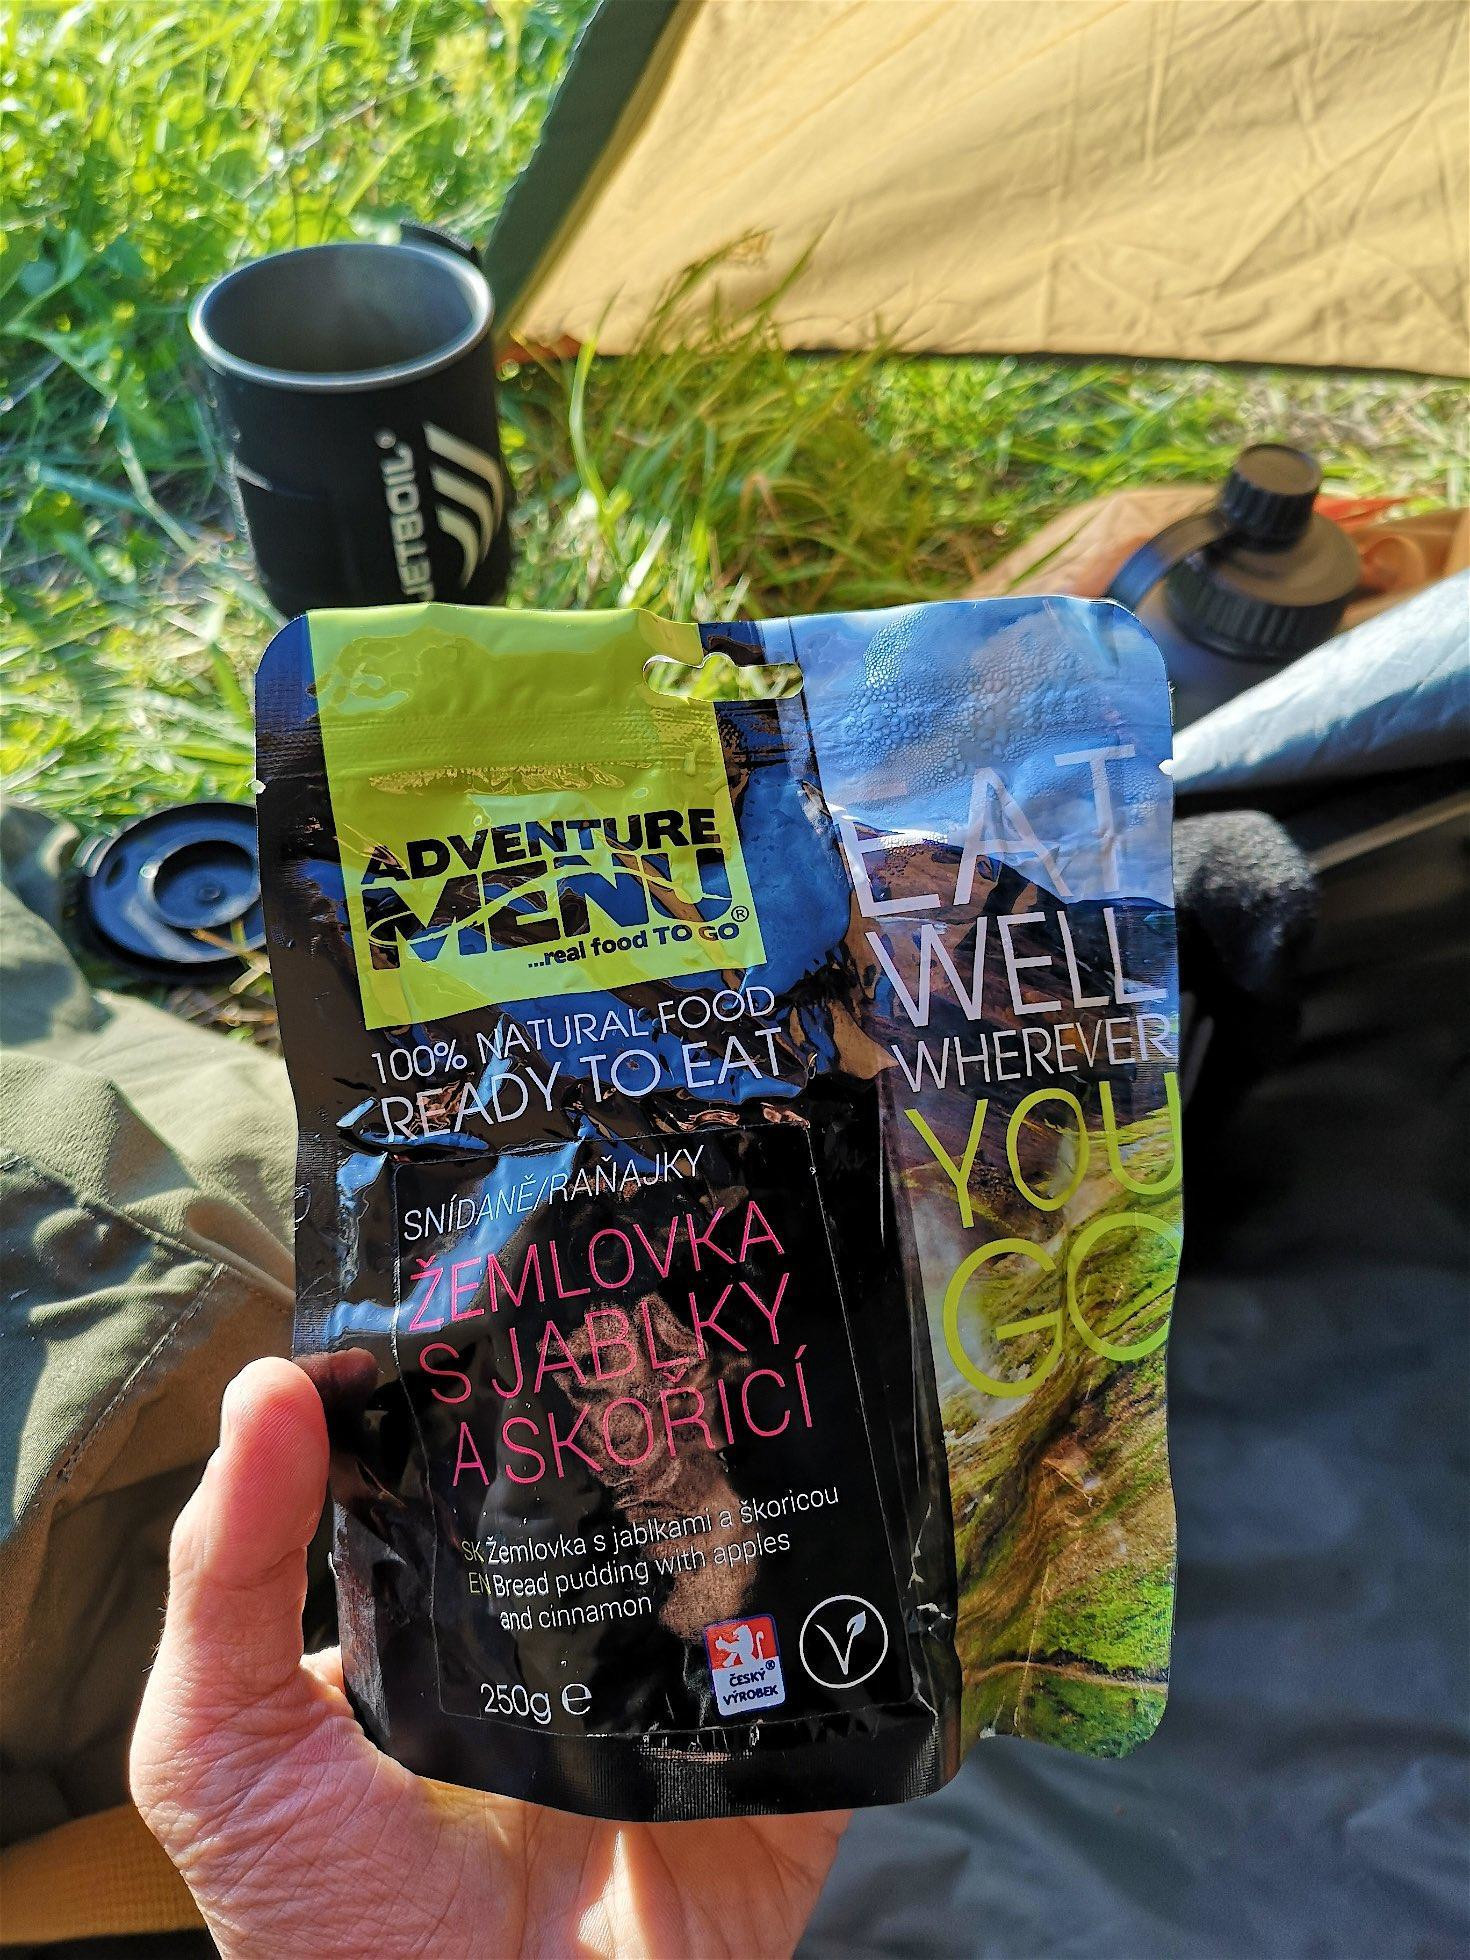 JETBOIL®
ADVENTURE
MENU®
...real food TO GO
100% NATURAL FOOD
READY TO EAT
SNÍDANĚ/RAŇAJKY
ŽEMLOVKA
S JABLKY
A SKOŘICÍ
SK Žemlovka s jablkami a škoricou
EN Bread pudding with apples
and cinnamon
250g ℮
ČESKÝ®
VÝROBEK
EAT
WELL
WHEREVER
YOU
GO